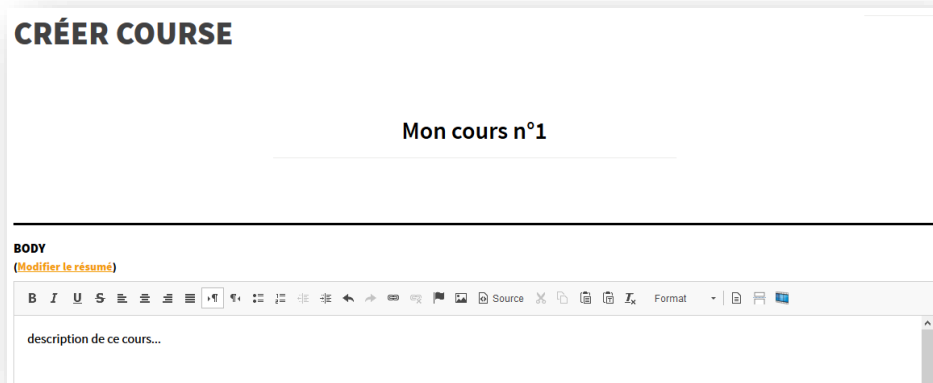 CRÉER COURSE
Mon cours n°1
BODY
(Modifier le résumé)
B I U S Source Format
description de ce cours...